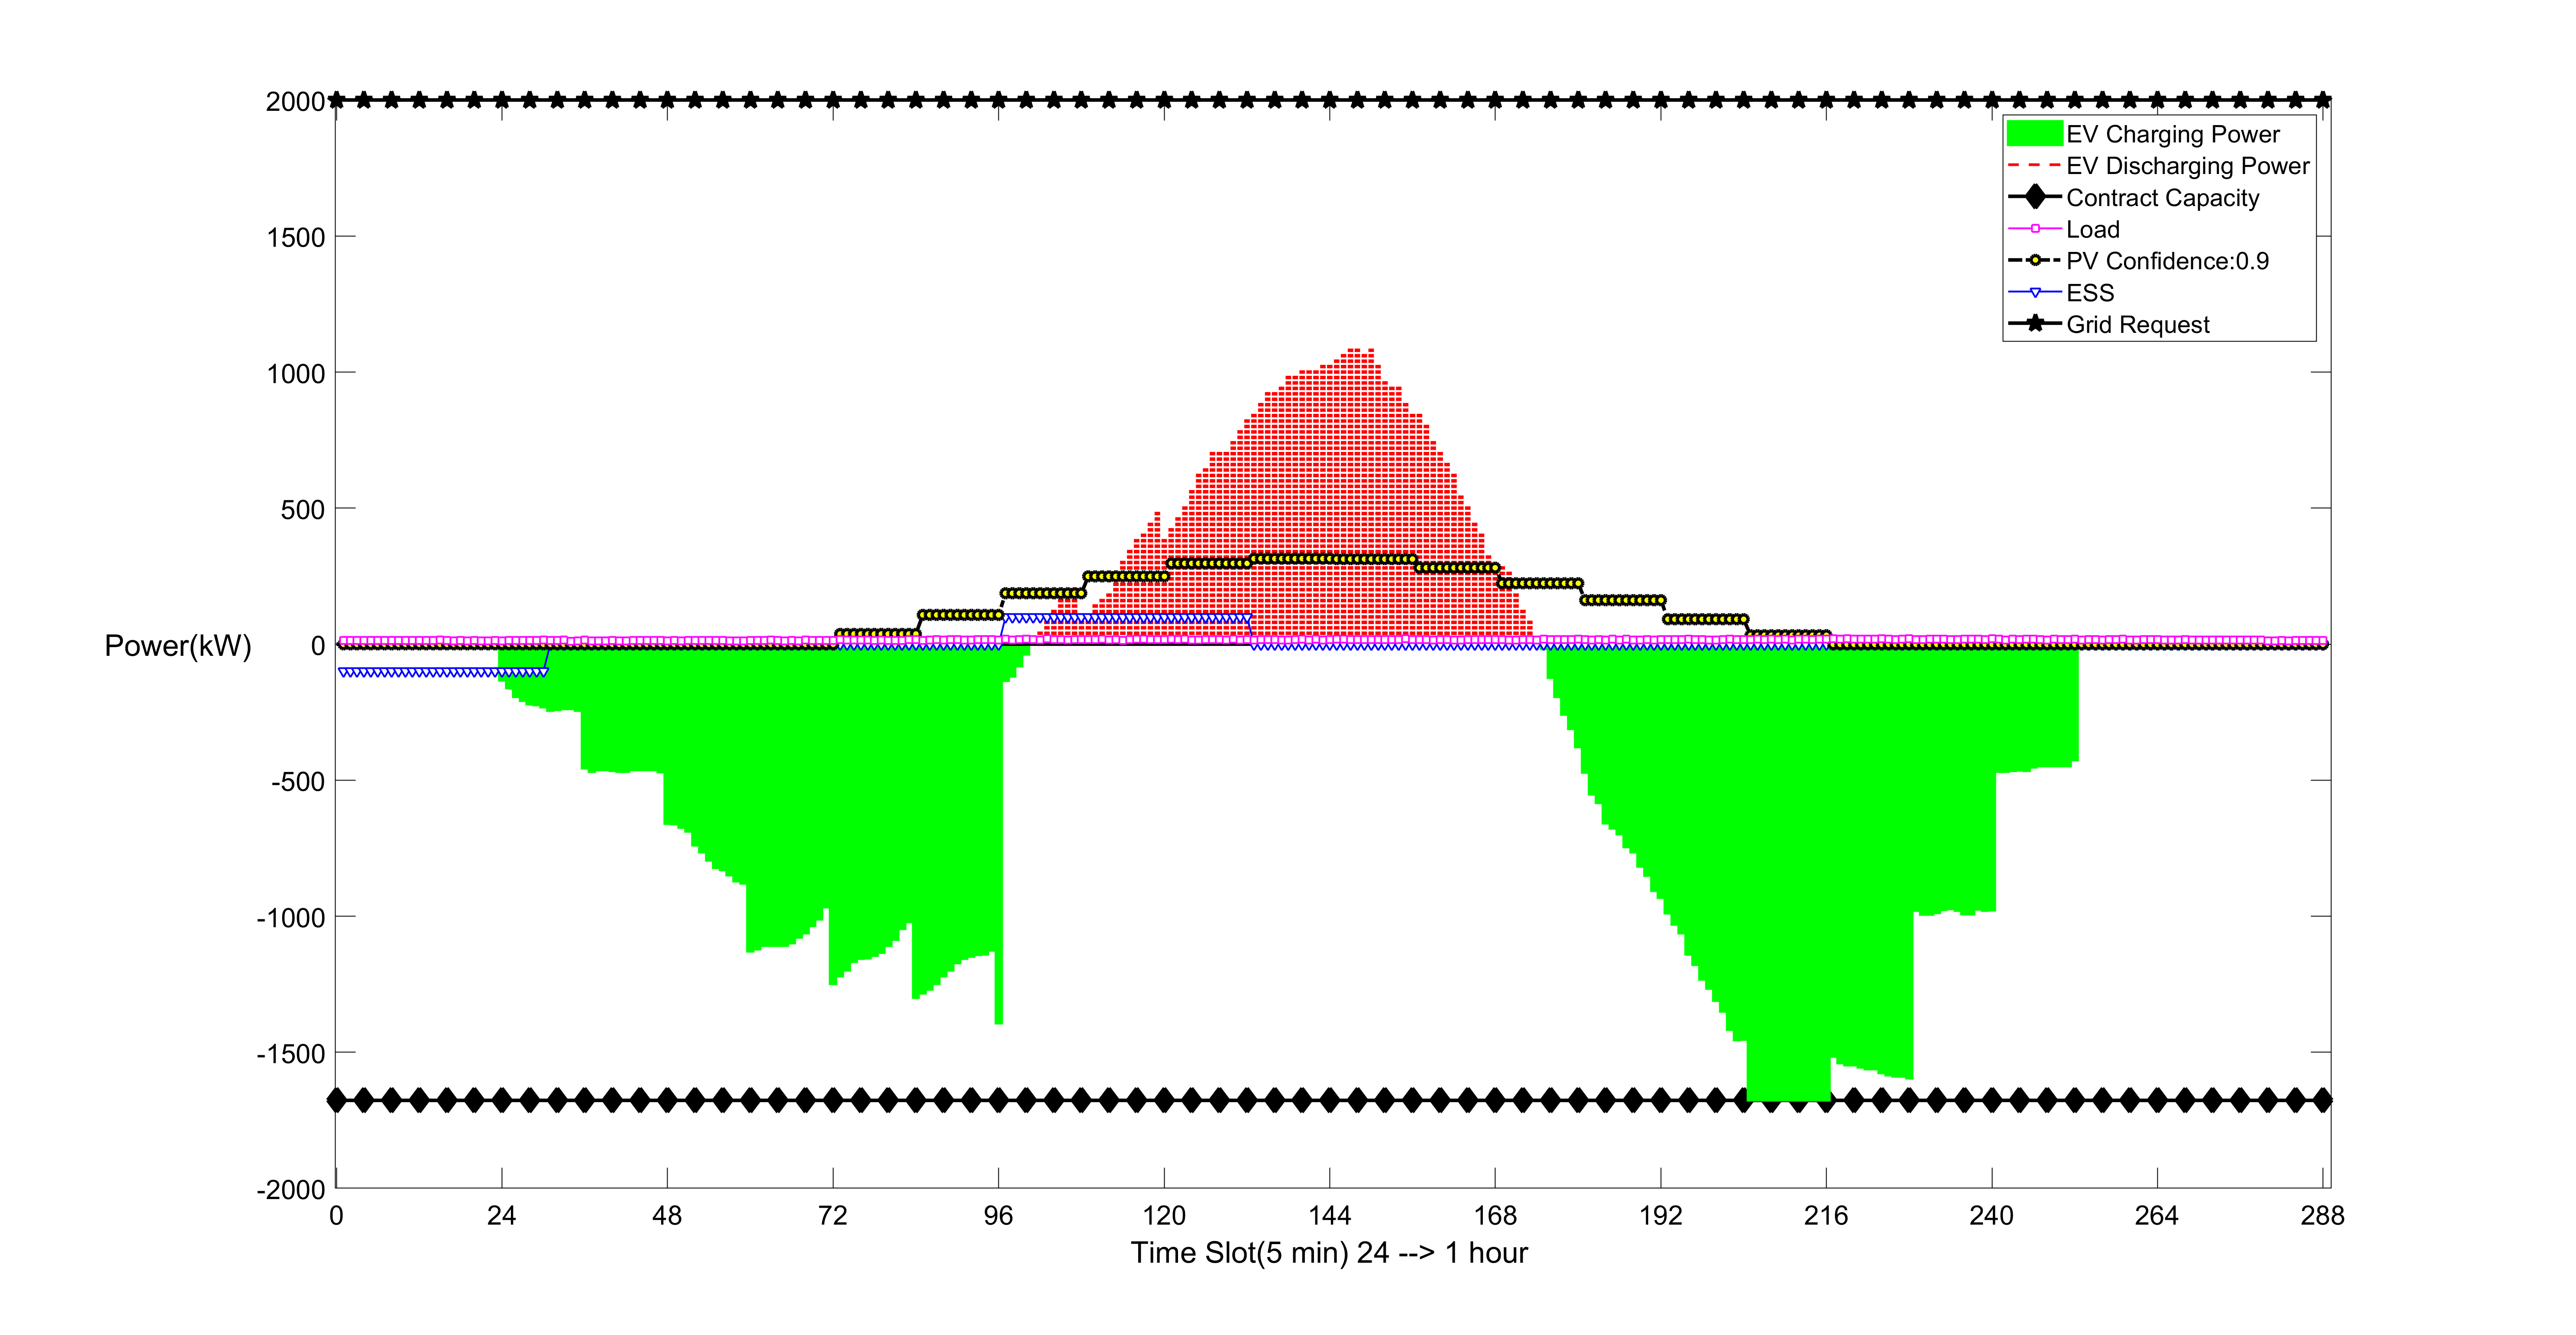 2000
1500
1000
500
0
-500
-1000
-1500
-2000
Power(kW)
EV Charging Power
EV Discharging Power
Contract Capacity
Load
PV Confidence:0.9
ESS
Grid Request
0 24 48 72 96 120 144 168 192 216 240 264 288
Time Slot(5 min) 24 --> 1 hour